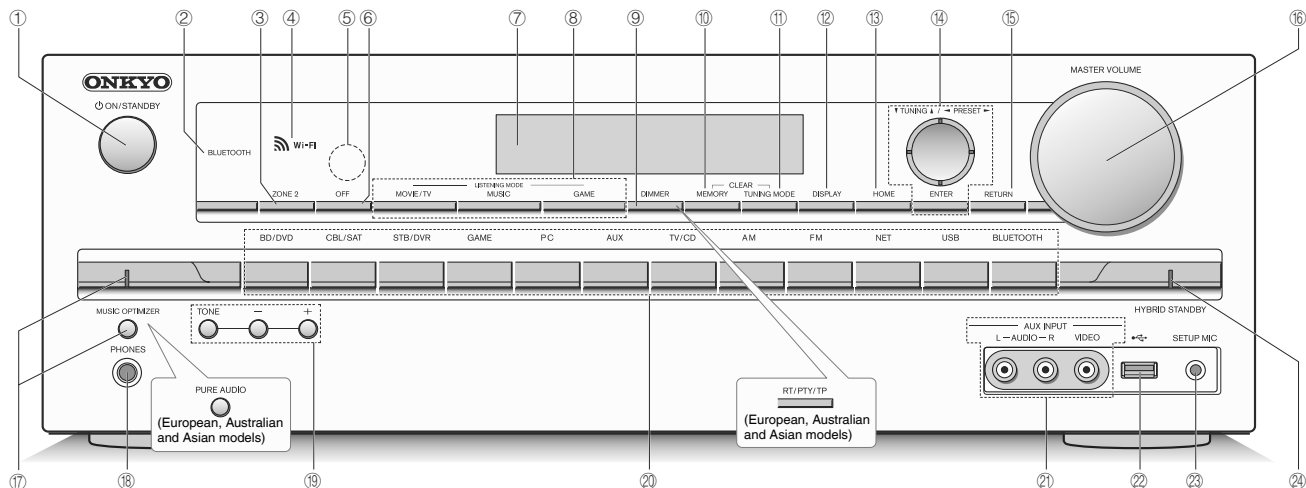 ① ② ③ ④ ⑤ ⑥ ⑦ ⑧ ⑨ ⑩ ⑪ ⑫ ⑬ ⑭ ⑮ ⑯
ONKYO
MASTER VOLUME
⏻ ON/STANDBY
▼ TUNING ▲ / ◄ PRESET ►
BLUETOOTH
Wi-Fi
LISTENING MODE
CLEAR
ZONE 2 OFF MOVIE/TV MUSIC GAME DIMMER MEMORY TUNING MODE DISPLAY HOME ENTER RETURN
BD/DVD CBL/SAT STB/DVR GAME PC AUX TV/CD AM FM NET USB BLUETOOTH
MUSIC OPTIMIZER
TONE − +
HYBRID STANDBY
AUX INPUT
L — AUDIO — R VIDEO
SETUP MIC
PHONES
PURE AUDIO
(European, Australian
and Asian models)
RT/PTY/TP
(European, Australian
and Asian models)
⑰ ⑱ ⑲ ⑳ ㉑ ㉒ ㉓ ㉔